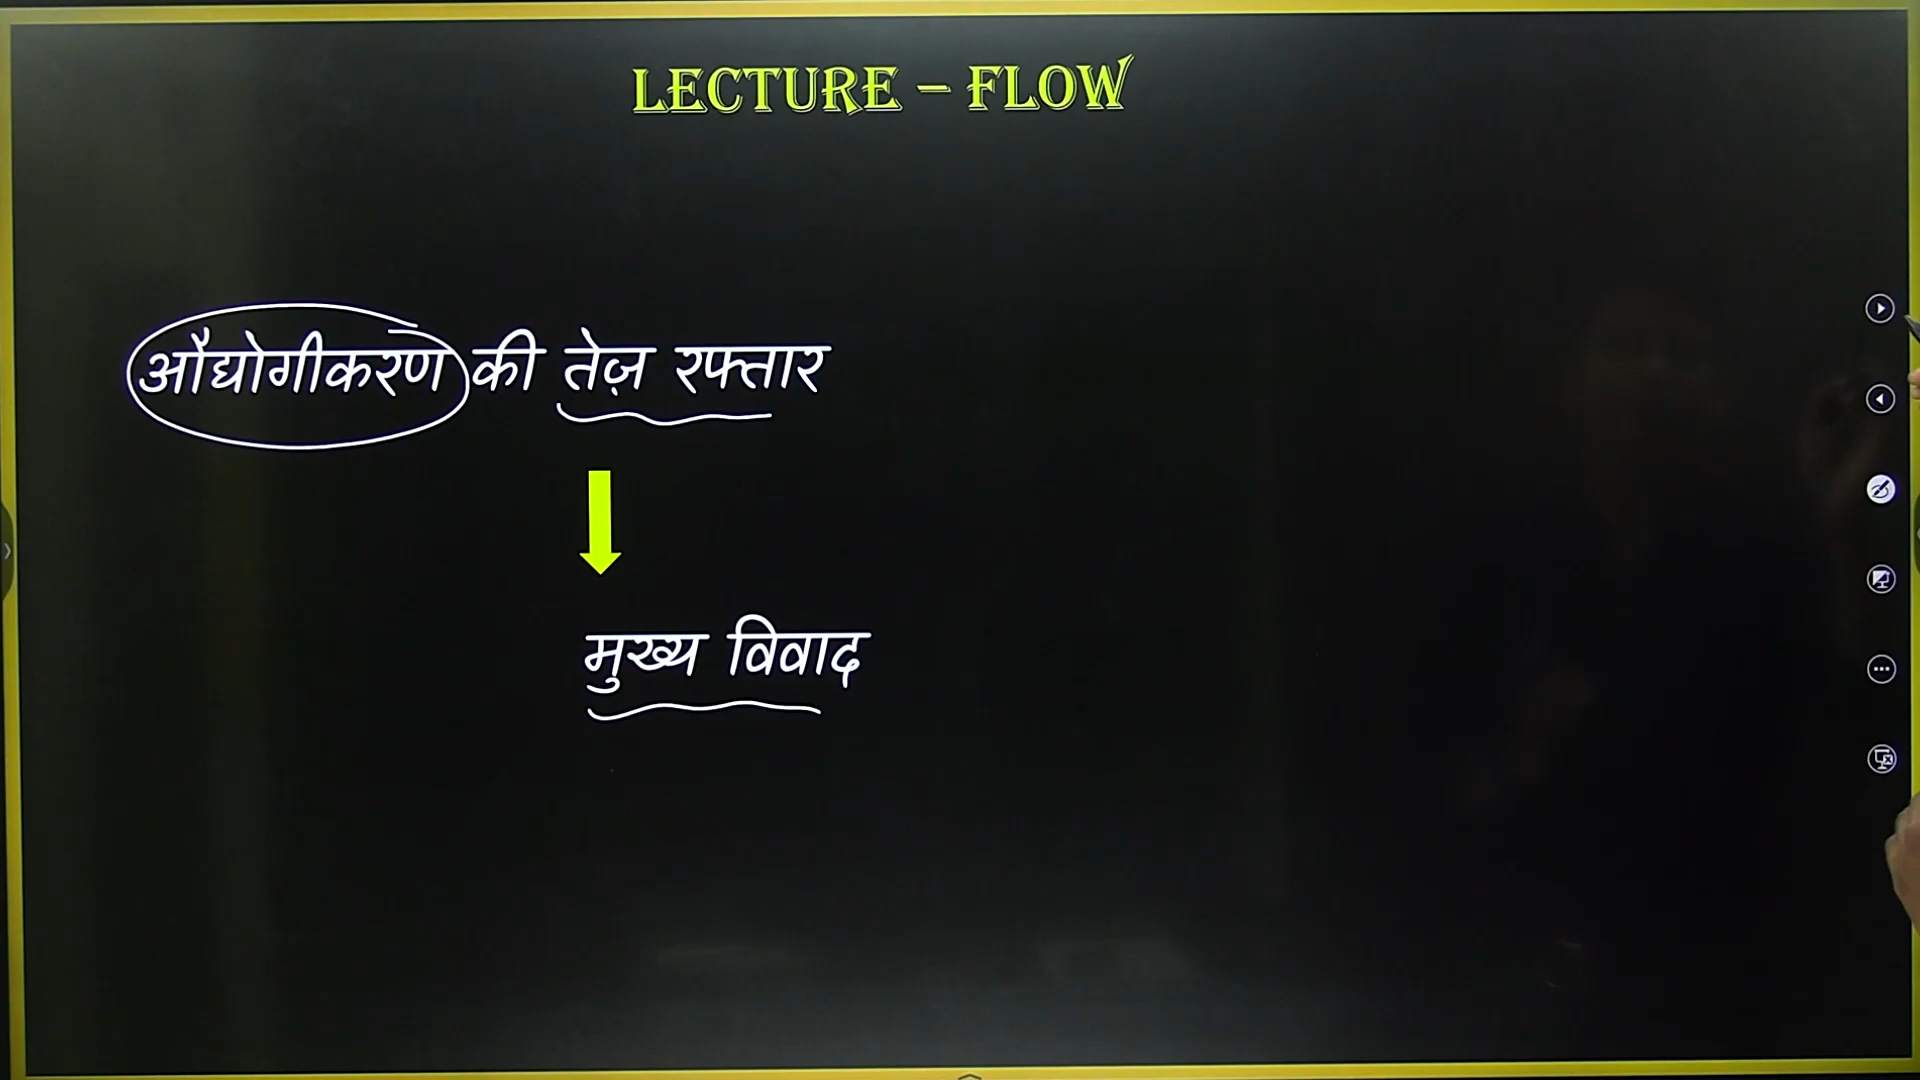 LECTURE – FLOW
औद्योगीकरण की तेज़ रफ्तार
मुख्य विवाद